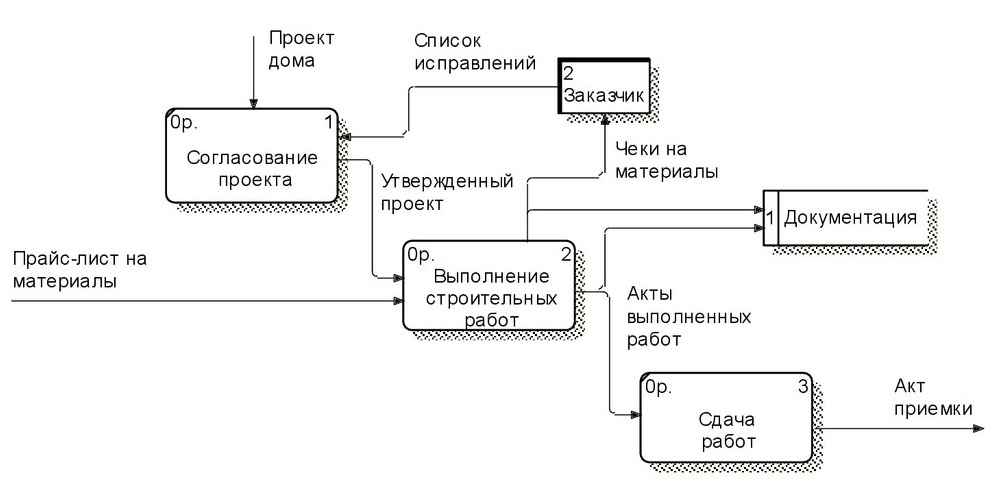 Проект
дома
Список
исправлений
2
Заказчик
0р. 1
Согласование
проекта
Чеки на
материалы
Утвержденный
проект
1 Документация
Прайс-лист на
материалы
0р. 2
Выполнение
строительных
работ
Акты
выполненных
работ
0р. 3
Сдача
работ
Акт
приемки